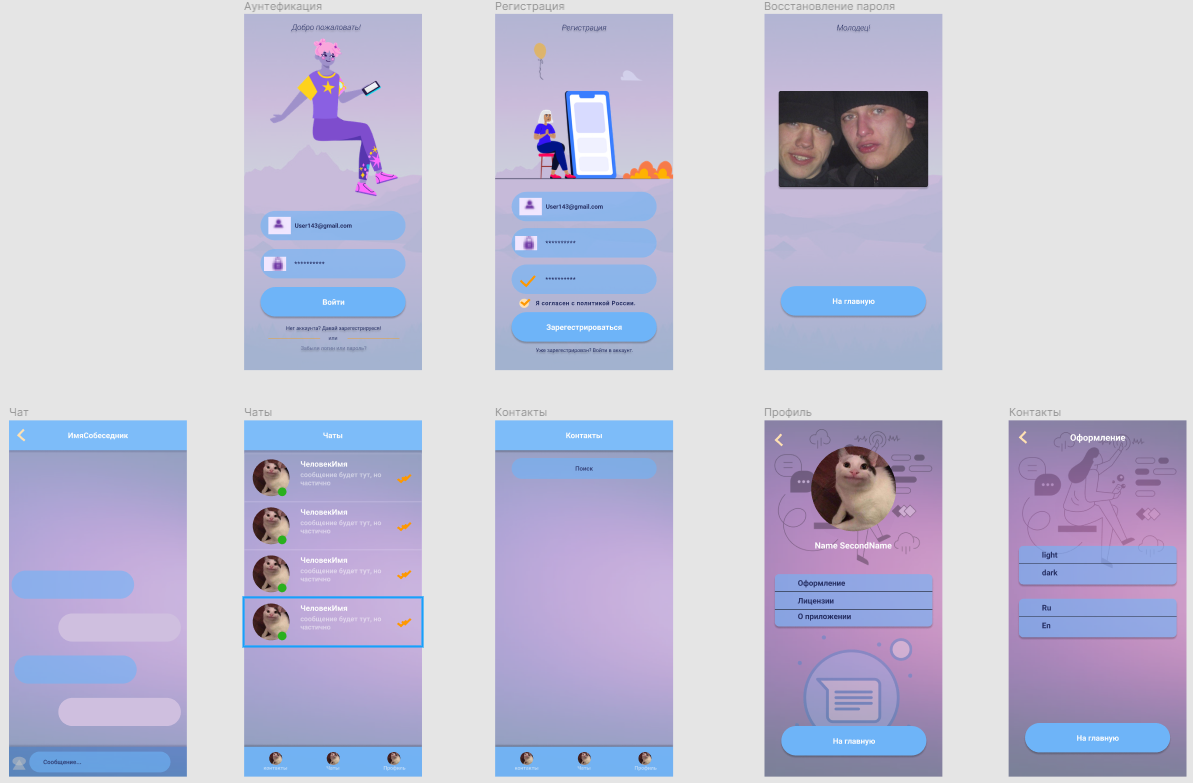 Аунтефикация
Регистрация
Восстановление пароля
Добро пожаловать!
User143@gmail.com
**********
Войти
Нет аккаунта? Давай зарегестрируемся!
или
Забыли логин или пароль?
Регистрация
User143@gmail.com
**********
**********
Я согласен с политикой России.
Зарегестрироваться
Уже зарегестрирован? Войти в аккаунт.
Молодец!
На главную
Чат
Чаты
Контакты
Профиль
Контакты
ИмяСобеседник
Сообщение...
Чаты
ЧеловекИмя
сообщение будет тут, но
частично
ЧеловекИмя
сообщение будет тут, но
частично
ЧеловекИмя
сообщение будет тут, но
частично
ЧеловекИмя
сообщение будет тут, но
частично
контакты
Чаты
Профиль
Контакты
Поиск
контакты
Чаты
Профиль
Name SecondName
Оформление
Лицензии
О приложении
На главную
Оформление
light
dark
Ru
En
На главную